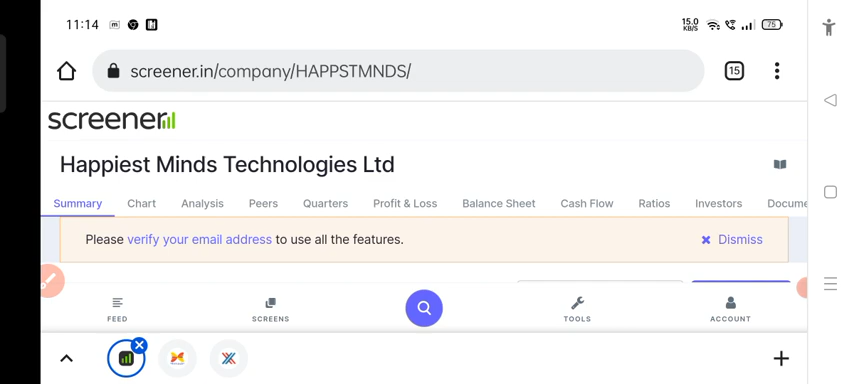 11:14
15.0
KB/S
75
screener.in/company/HAPPSTMNDS/
15
screener
Happiest Minds Technologies Ltd
Summary Chart Analysis Peers Quarters Profit & Loss Balance Sheet Cash Flow Ratios Investors Docume
Please verify your email address to use all the features.
Dismiss
FEED SCREENS TOOLS ACCOUNT